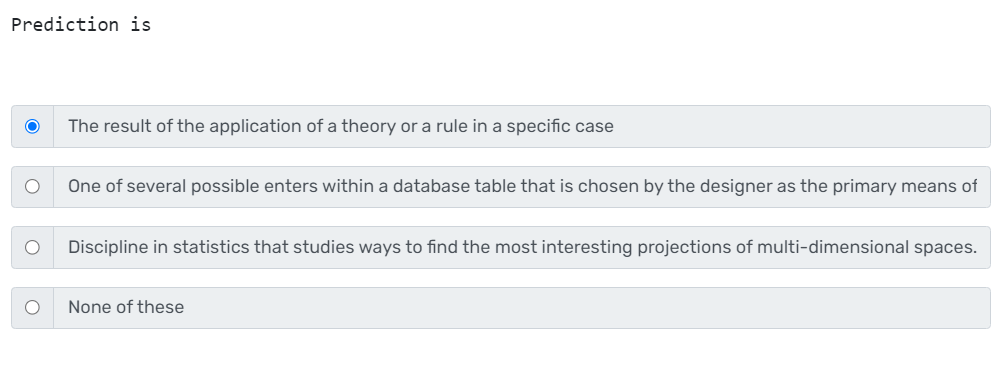 Prediction is
The result of the application of a theory or a rule in a specific case
One of several possible enters within a database table that is chosen by the designer as the primary means of
Discipline in statistics that studies ways to find the most interesting projections of multi-dimensional spaces.
None of these